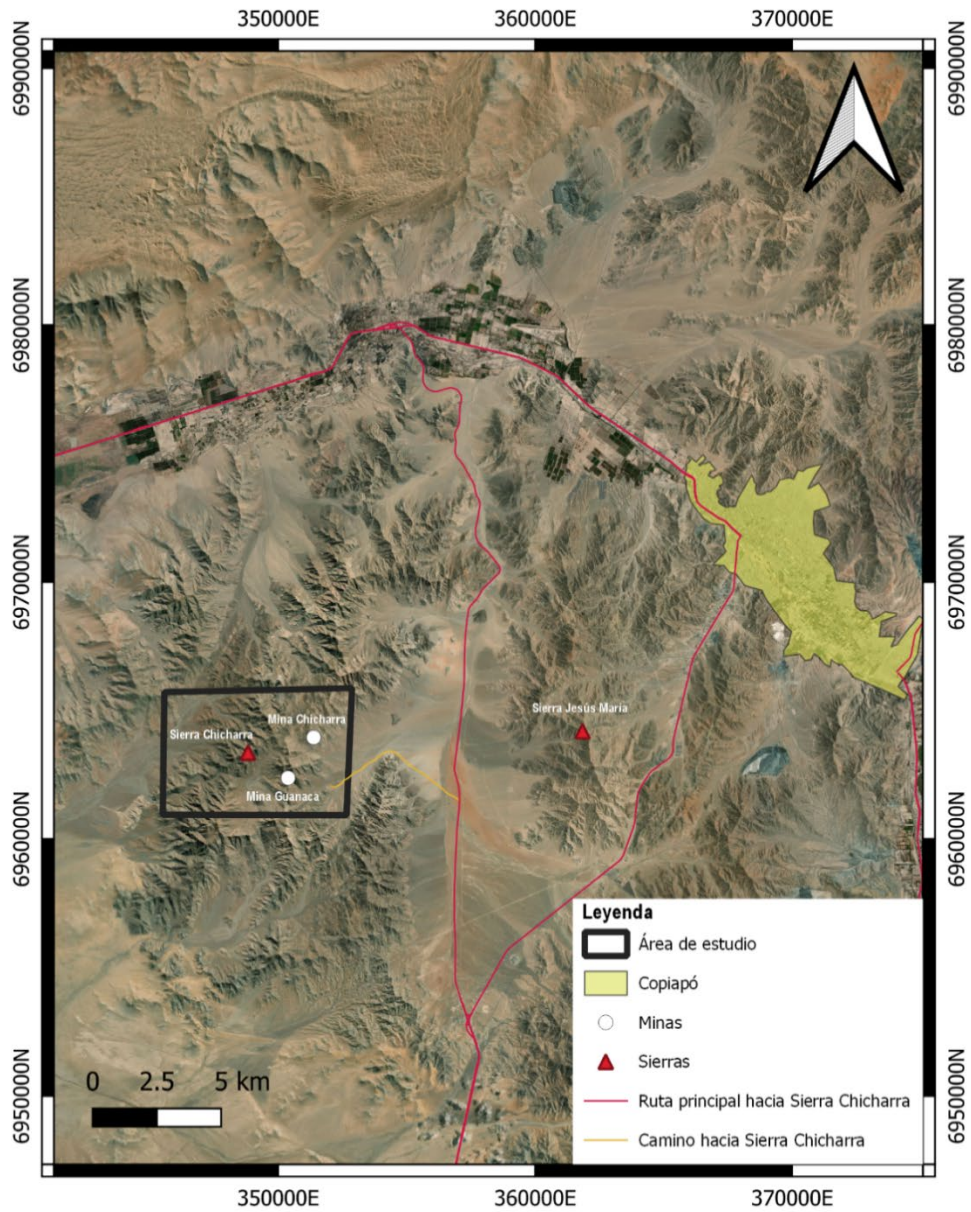 350000E 360000E 370000E
6990000N 6990000N
6980000N 6980000N
6970000N 6970000N
Sierra Jesús María
Mina Chicharra
Sierra Chicharra
Mina Guanaca
6960000N 6960000N
Leyenda
Área de estudio
Copiapó
Minas
Sierras
Ruta principal hacia Sierra Chicharra
Camino hacia Sierra Chicharra
0 2.5 5 km
6950000N 6950000N
350000E 360000E 370000E